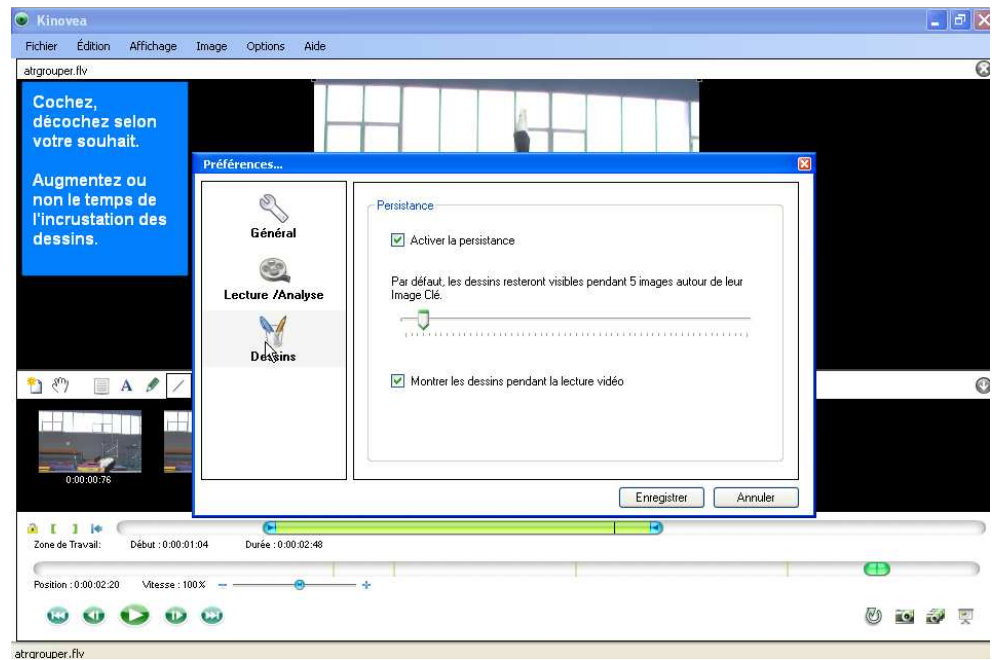 Kinovea
Fichier Édition Affichage Image Options Aide
atrgrouper.flv
Cochez,
décochez selon
votre souhait.
Augmentez ou
non le temps de
l'incrustation des
dessins.
Préférences...
Général
Lecture /Analyse
Dessins
Persistance
Activer la persistance
Par défaut, les dessins resteront visibles pendant 5 images autour de leur
Image Clé.
Montrer les dessins pendant la lecture vidéo
Enregistrer Annuler
A
0:00:00:76
Zone de Travail: Début : 0:00:01:04 Durée : 0:00:02:48
Position : 0:00:02:20 Vitesse : 100%
atrgrouper.flv